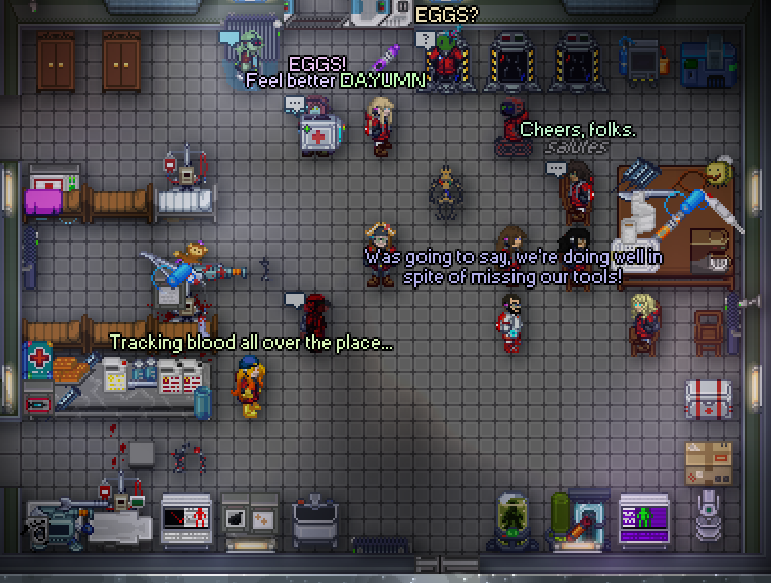 EGGS?
EGGS!
Feel better DAYUMN
?
Cheers, folks.
salutes
Was going to say, we're doing well in
spite of missing our tools!
Tracking blood all over the place...